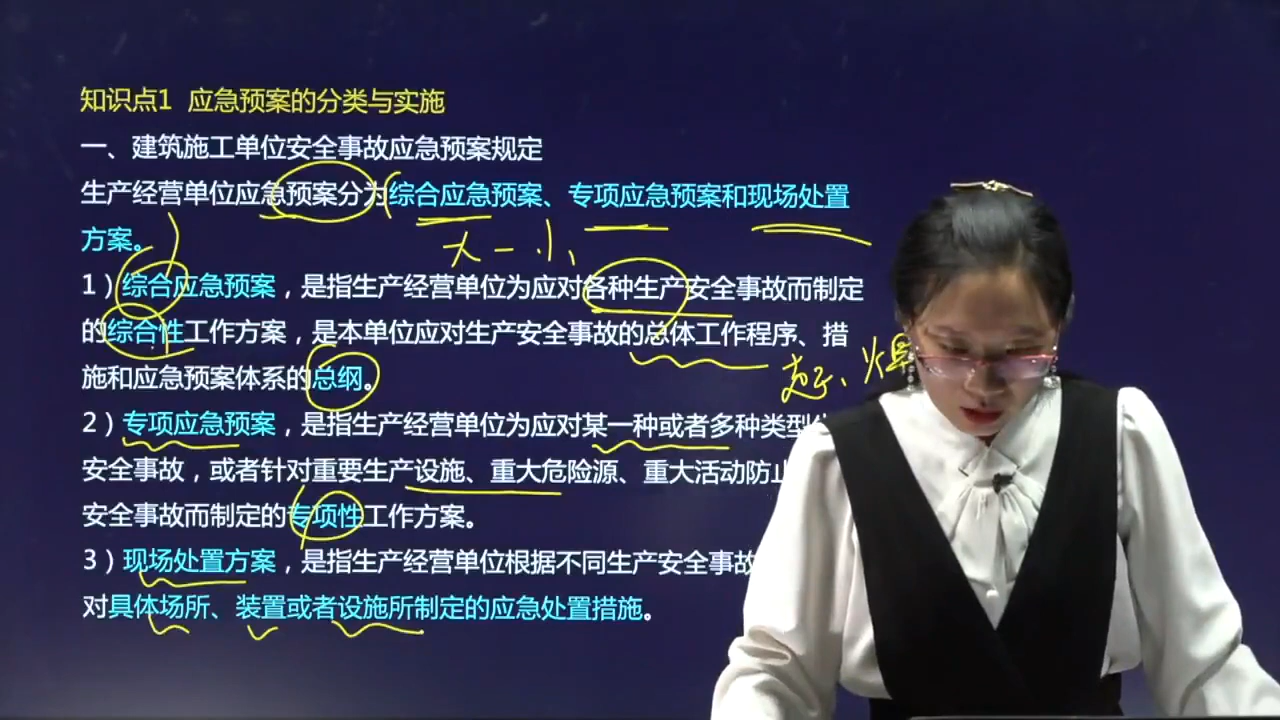 知识点1 应急预案的分类与实施
一、建筑施工单位安全事故应急预案规定
生产经营单位应急预案分为综合应急预案、专项应急预案和现场处置
方案。
大一小
1）综合应急预案，是指生产经营单位为应对各种生产安全事故而制定
的综合性工作方案，是本单位应对生产安全事故的总体工作程序、措
施和应急预案体系的总纲。
2）专项应急预案，是指生产经营单位为应对某一种或者多种类型
安全事故，或者针对重要生产设施、重大危险源、重大活动防止
安全事故而制定的专项性工作方案。
3）现场处置方案，是指生产经营单位根据不同生产安全事故
对具体场所、装置或者设施所制定的应急处置措施。